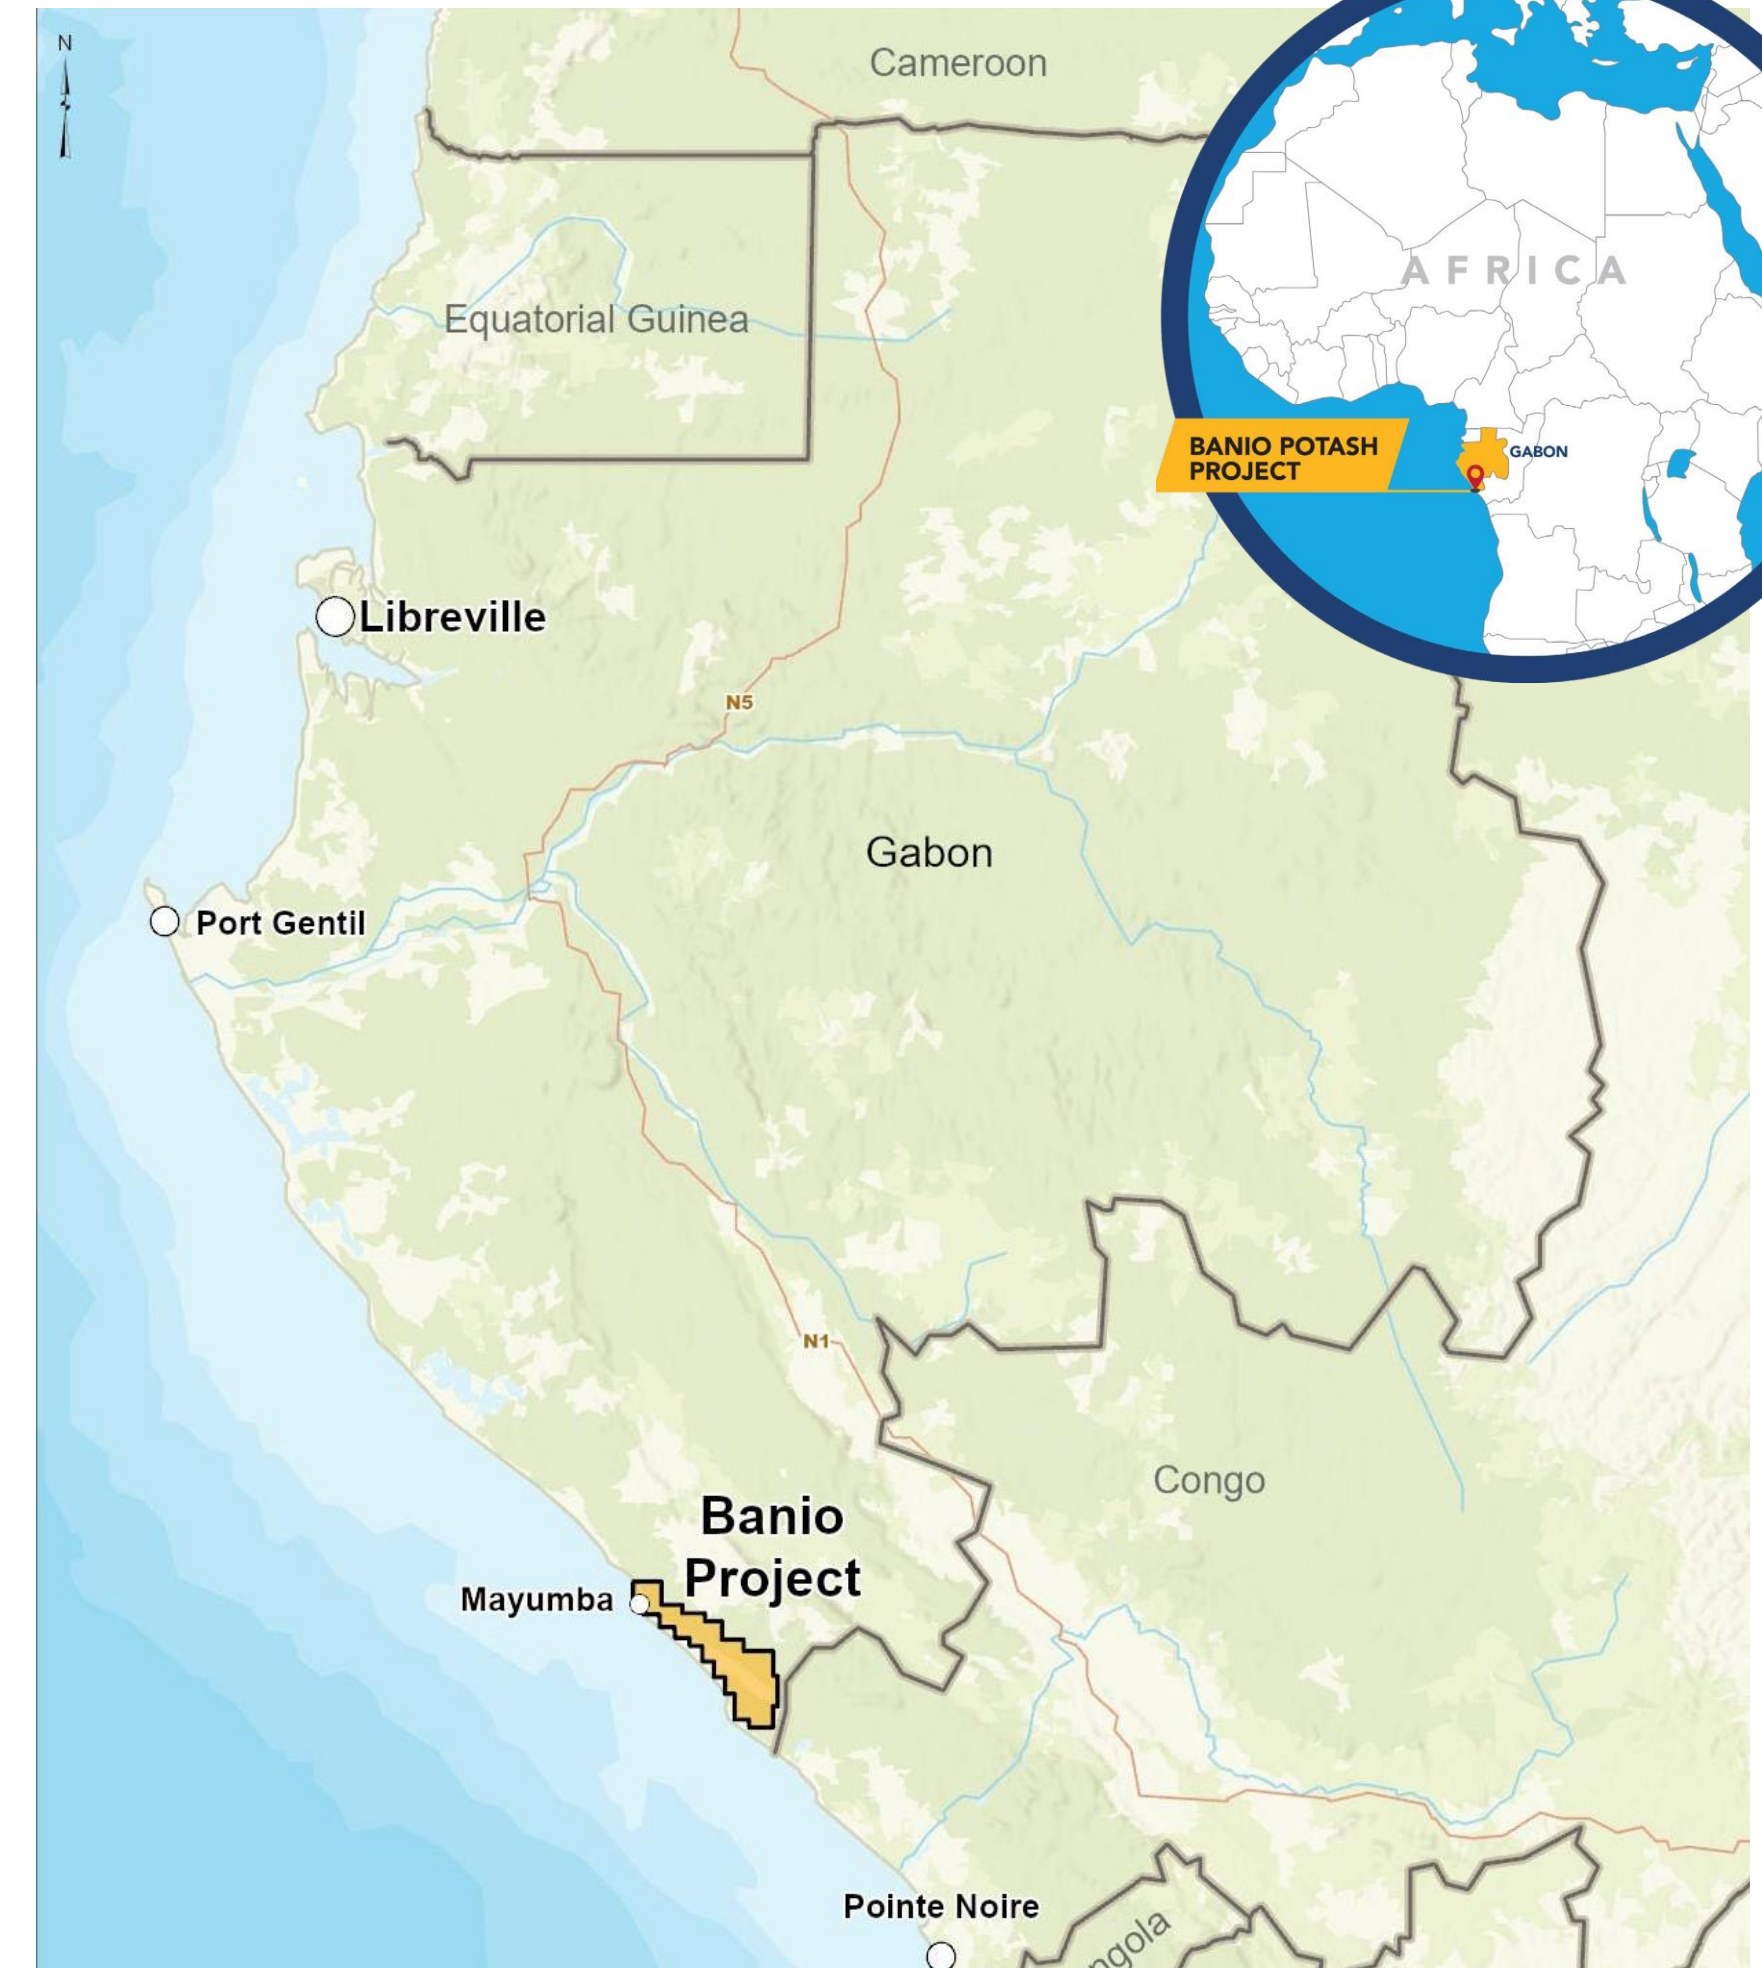 N
Cameroon
AFRICA
Equatorial Guinea
BANIO POTASH
PROJECT
GABON
Libreville
N5
Gabon
Port Gentil
N1
Congo
Banio
Project
Mayumba
Pointe Noire
ngola